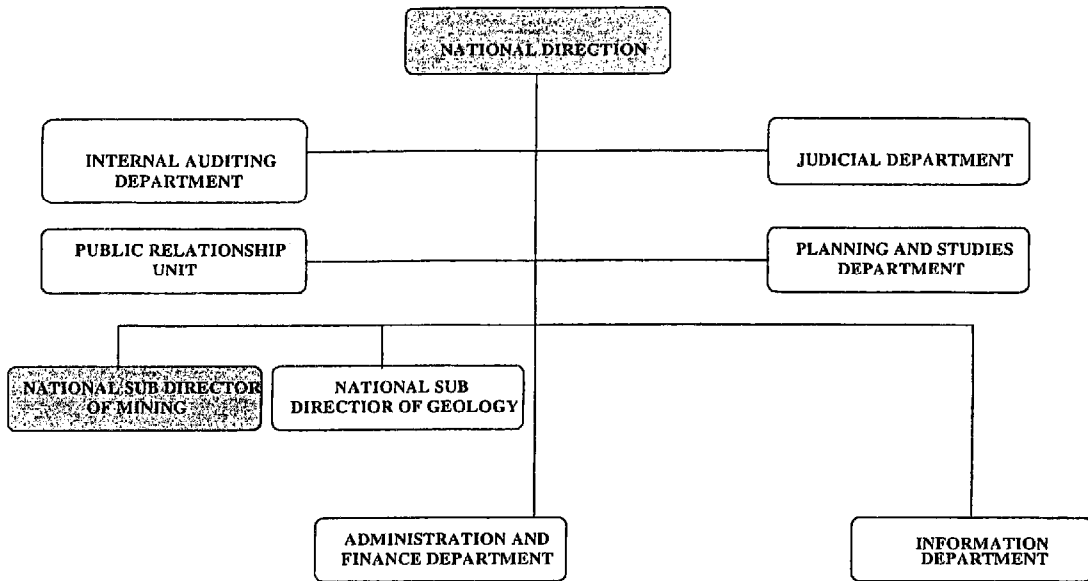 NATIONAL DIRECTION
INTERNAL AUDITING
DEPARTMENT
JUDICIAL DEPARTMENT
PUBLIC RELATIONSHIP
UNIT
PLANNING AND STUDIES
DEPARTMENT
NATIONAL SUB DIRECTOR
OF MINING
NATIONAL SUB
DIRECTIOR OF GEOLOGY
ADMINISTRATION AND
FINANCE DEPARTMENT
INFORMATION
DEPARTMENT